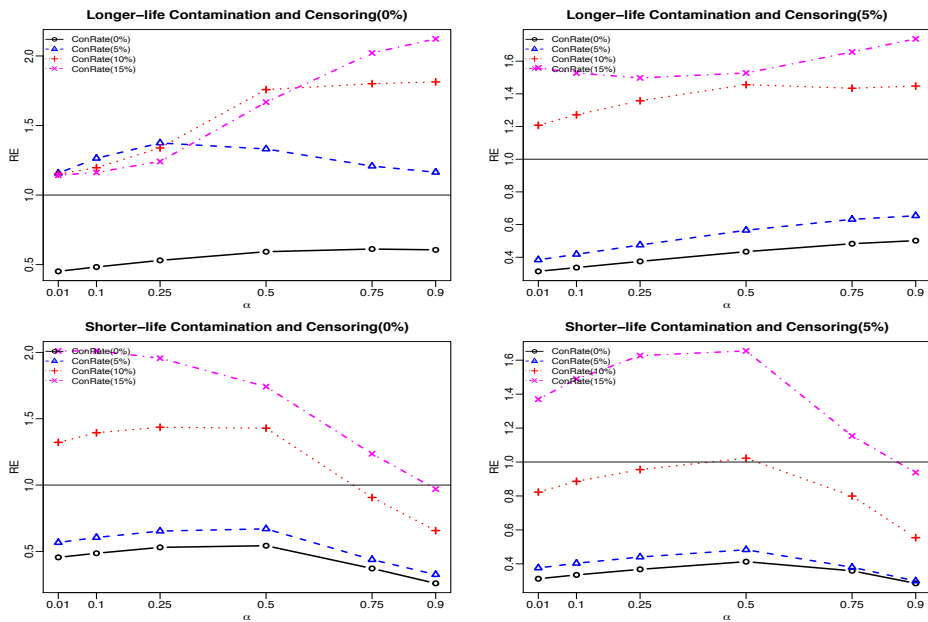 Longer-life Contamination and Censoring(0%)
ConRate(0%)
ConRate(5%)
ConRate(10%)
ConRate(15%)
RE
2.0
1.5
1.0
0.5
0.01 0.1 0.25 0.5 0.75 0.9
α
Longer-life Contamination and Censoring(5%)
ConRate(0%)
ConRate(5%)
ConRate(10%)
ConRate(15%)
RE
1.6
1.4
1.2
1.0
0.8
0.6
0.4
0.01 0.1 0.25 0.5 0.75 0.9
α
Shorter-life Contamination and Censoring(0%)
ConRate(0%)
ConRate(5%)
ConRate(10%)
ConRate(15%)
RE
2.0
1.5
1.0
0.5
0.01 0.1 0.25 0.5 0.75 0.9
α
Shorter-life Contamination and Censoring(5%)
ConRate(0%)
ConRate(5%)
ConRate(10%)
ConRate(15%)
RE
1.6
1.4
1.2
1.0
0.8
0.6
0.4
0.01 0.1 0.25 0.5 0.75 0.9
α